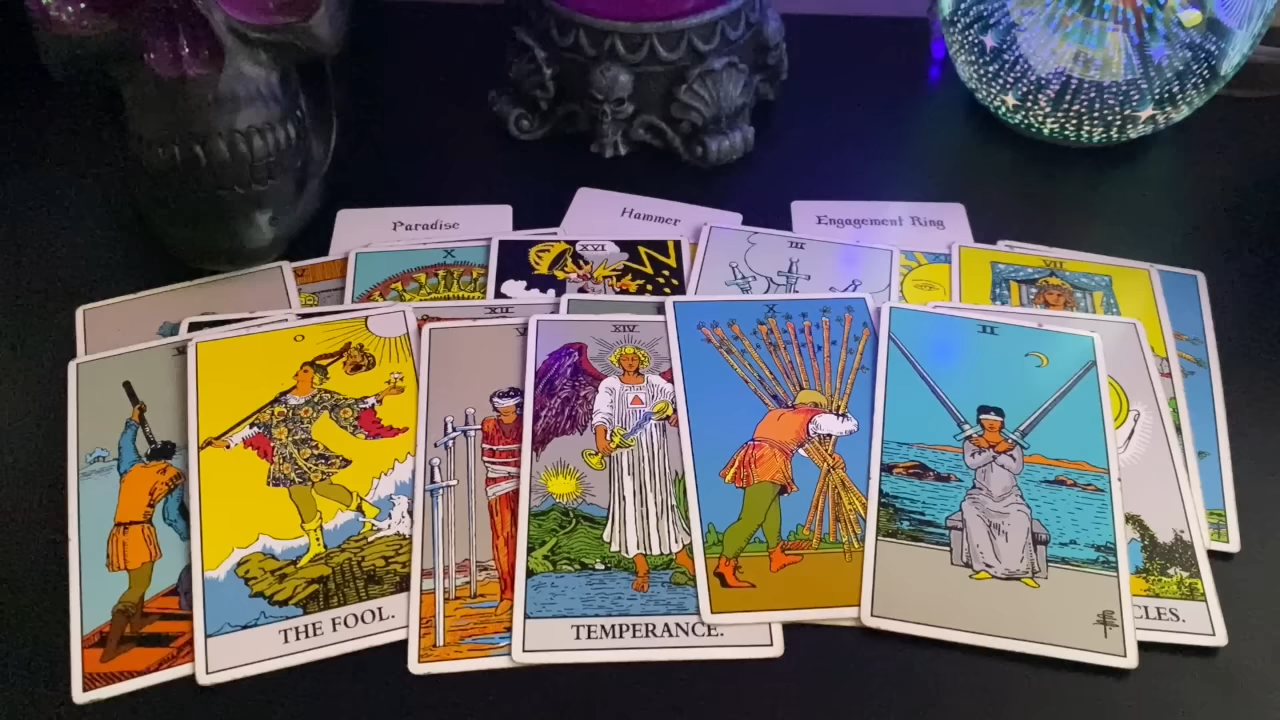 Paradise
Hammer
Engagement Ring
X
XVI
III
VII
XII
V
O
XIV
X
II
THE FOOL.
TEMPERANCE.
CLES.